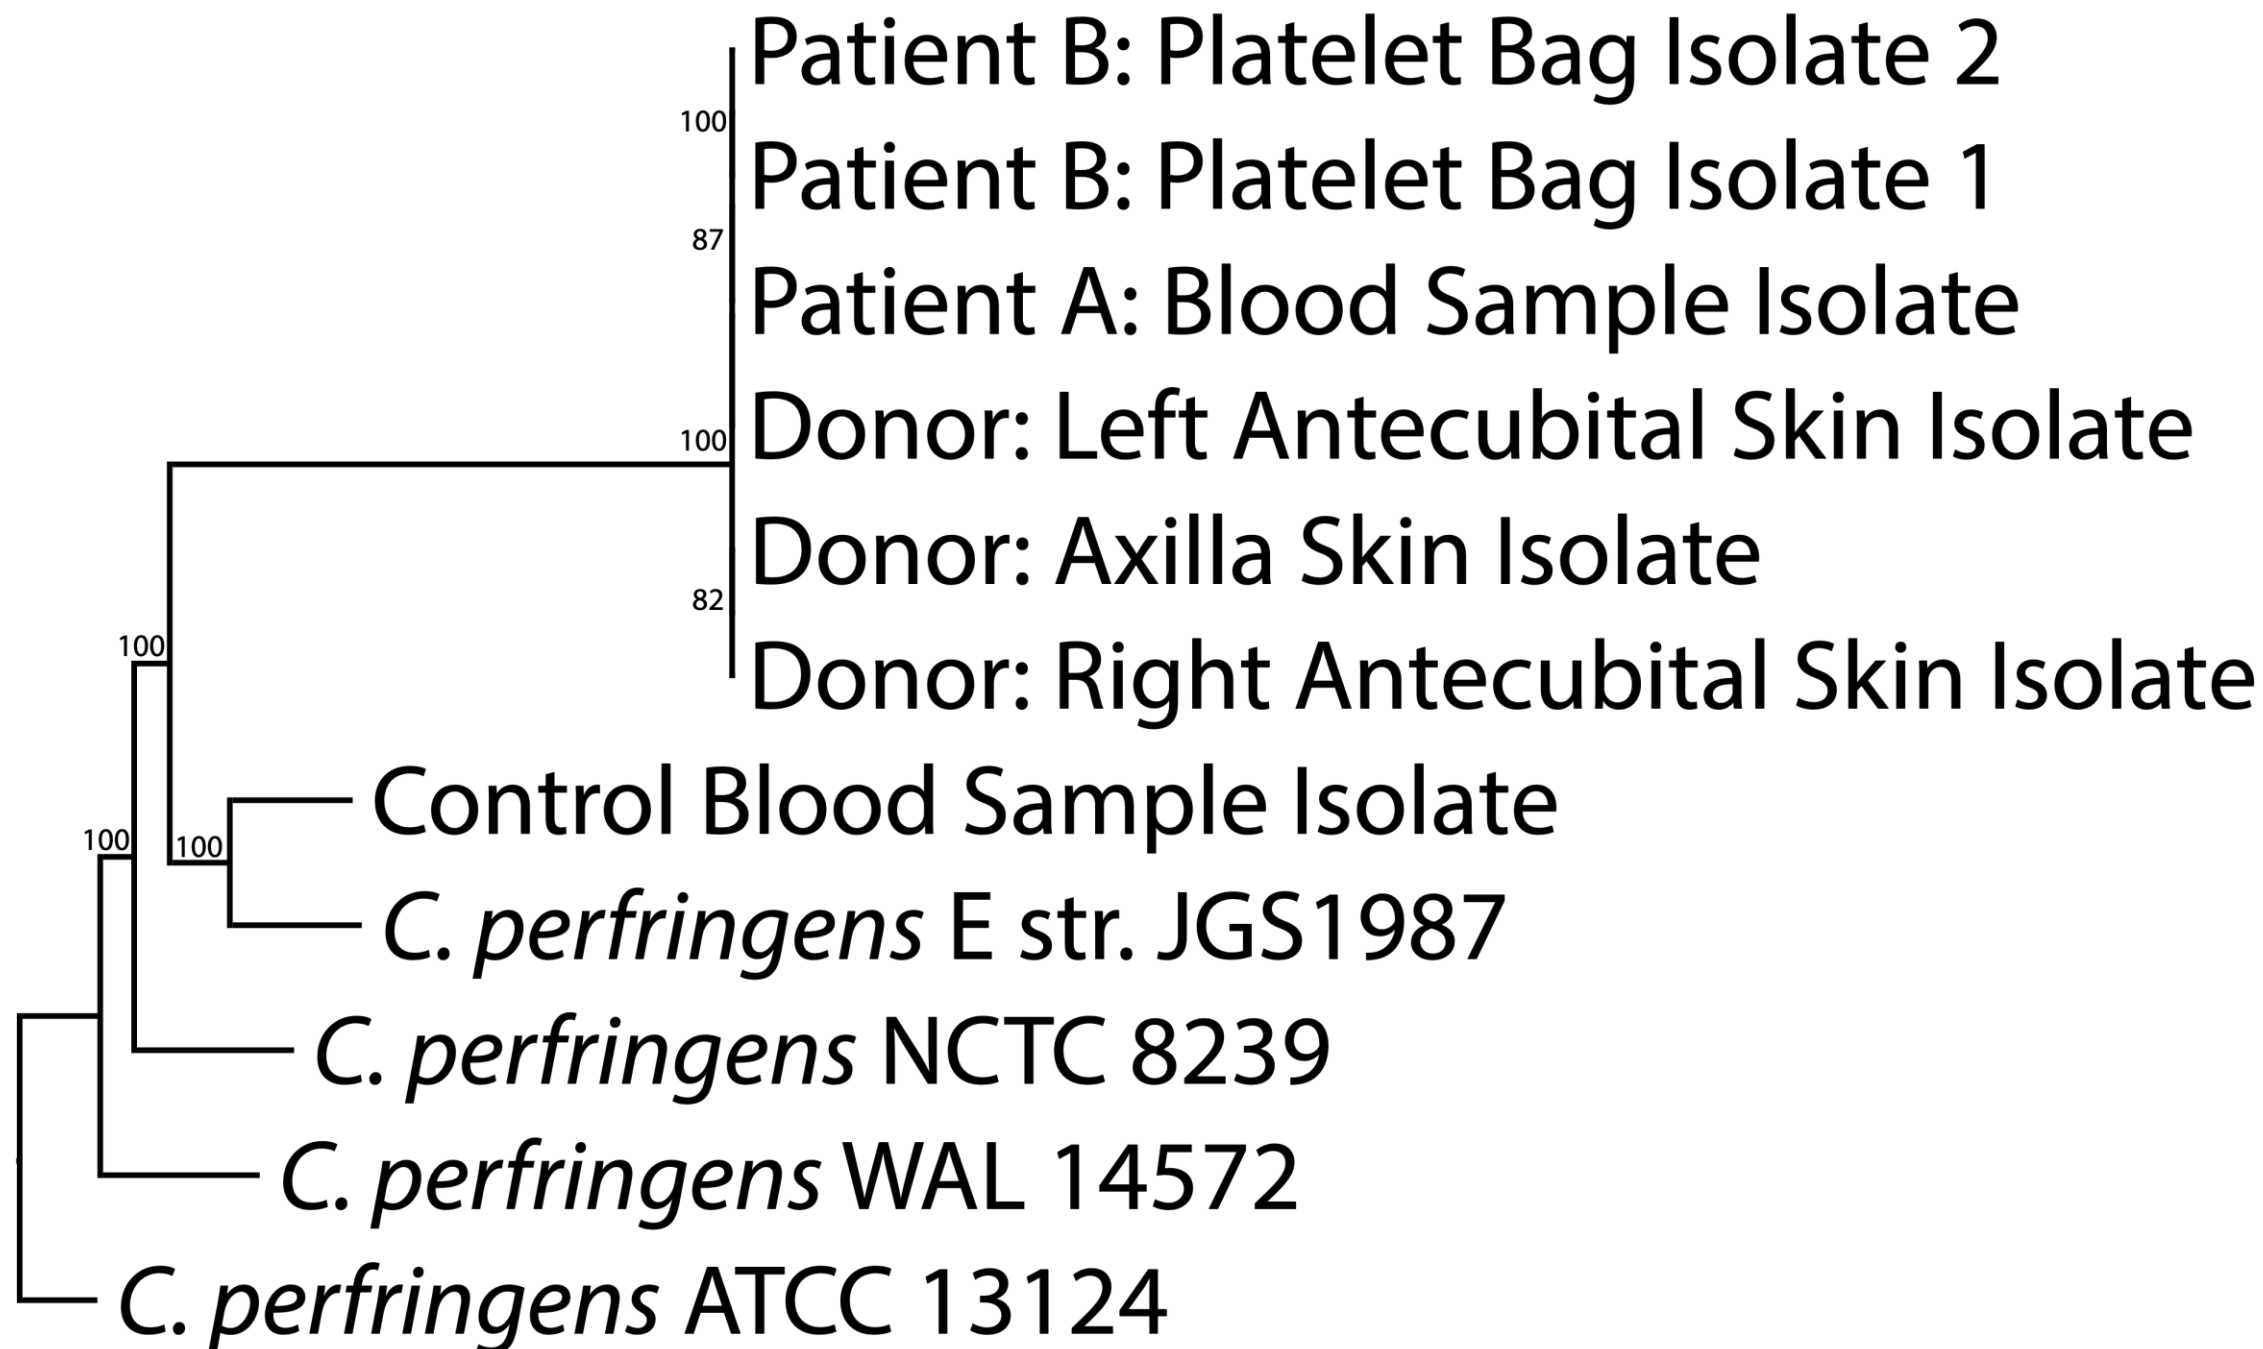 Patient B: Platelet Bag Isolate 2
100
Patient B: Platelet Bag Isolate 1
87
Patient A: Blood Sample Isolate
100
Donor: Left Antecubital Skin Isolate
Donor: Axilla Skin Isolate
82
100
Donor: Right Antecubital Skin Isolate
Control Blood Sample Isolate
100
100
C. perfringens E str. JGS1987
C. perfringens NCTC 8239
C. perfringens WAL 14572
C. perfringens ATCC 13124